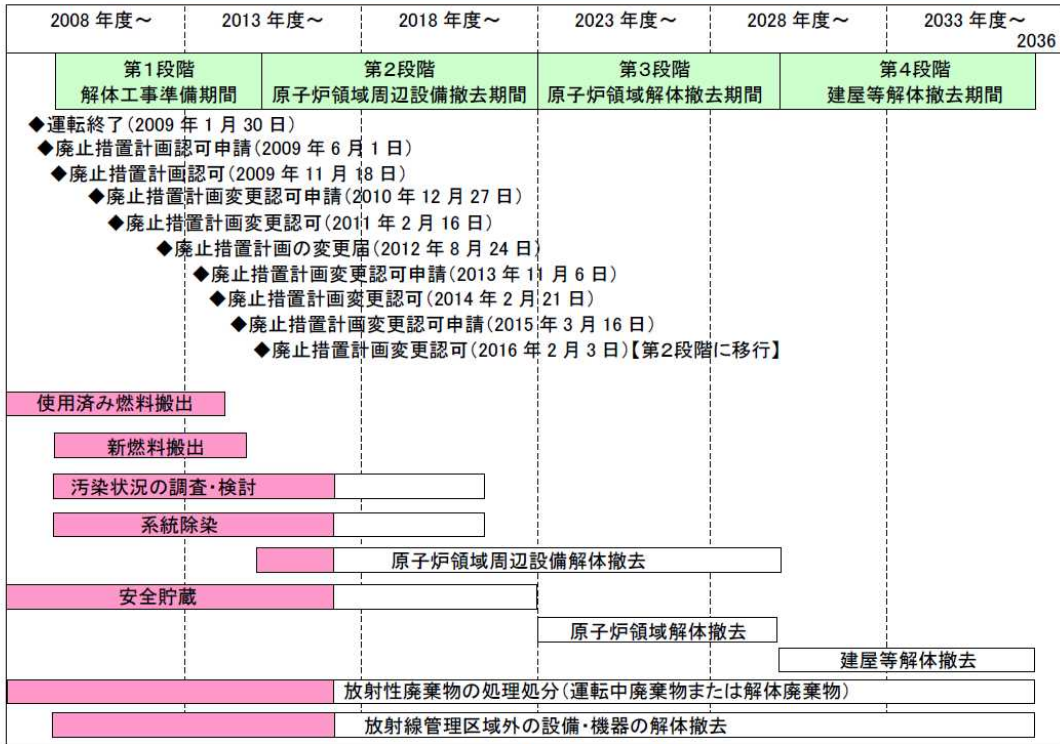 2008 年度～
2013 年度～
2018 年度～
2023 年度～
2028 年度～
2033 年度～
2036
第1段階
解体工事準備期間
第2段階
原子炉領域周辺設備撤去期間
第3段階
原子炉領域解体撤去期間
第4段階
建屋等解体撤去期間
◆運転終了(2009 年 1 月 30 日)
◆廃止措置計画認可申請(2009 年 6 月 1 日)
◆廃止措置計画認可(2009 年 11 月 18 日)
◆廃止措置計画変更認可申請(2010 年 12 月 27 日)
◆廃止措置計画変更認可(2011 年 2 月 16 日)
◆廃止措置計画の変更届(2012 年 8 月 24 日)
◆廃止措置計画変更認可申請(2013 年 11 月 6 日)
◆廃止措置計画変更認可(2014 年 2 月 21 日)
◆廃止措置計画変更認可申請(2015 年 3 月 16 日)
◆廃止措置計画変更認可(2016 年 2 月 3 日)【第2段階に移行】
使用済み燃料搬出
新燃料搬出
汚染状況の調査・検討
系統除染
原子炉領域周辺設備解体撤去
安全貯蔵
原子炉領域解体撤去
建屋等解体撤去
放射性廃棄物の処理処分(運転中廃棄物または解体廃棄物)
放射線管理区域外の設備・機器の解体撤去